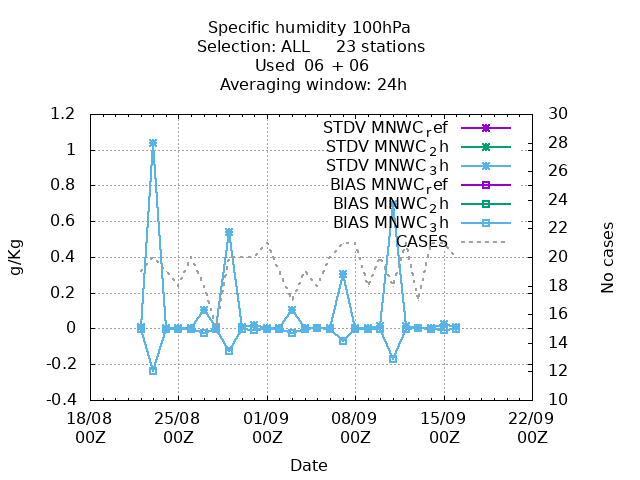 Specific humidity 100hPa
Selection: ALL 23 stations
Used 06 + 06
Averaging window: 24h
g/Kg
No cases
1.2
1
0.8
0.6
0.4
0.2
0
-0.2
-0.4
30
28
26
24
22
20
18
16
14
12
10
STDV MNWC_ref
STDV MNWC_2h
STDV MNWC_3h
BIAS MNWC_ref
BIAS MNWC_2h
BIAS MNWC_3h
CASES
18/08 25/08 01/09 08/09 15/09 22/09
00Z 00Z 00Z 00Z 00Z 00Z
Date